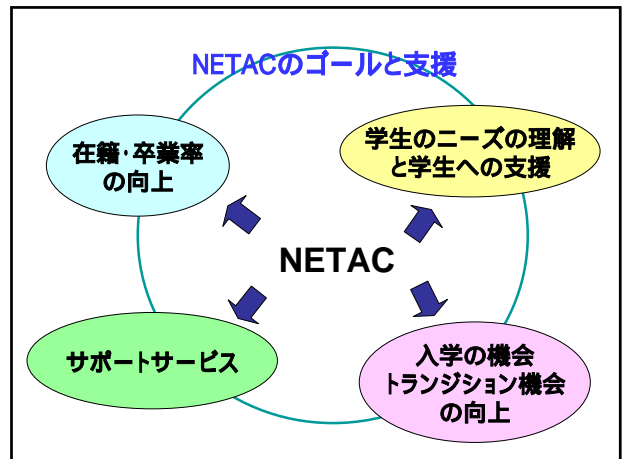 NETACのゴールと支援
在籍・卒業率
の向上
学生のニーズの理解
と学生への支援
NETAC
サポートサービス
入学の機会
トランジション機会
の向上